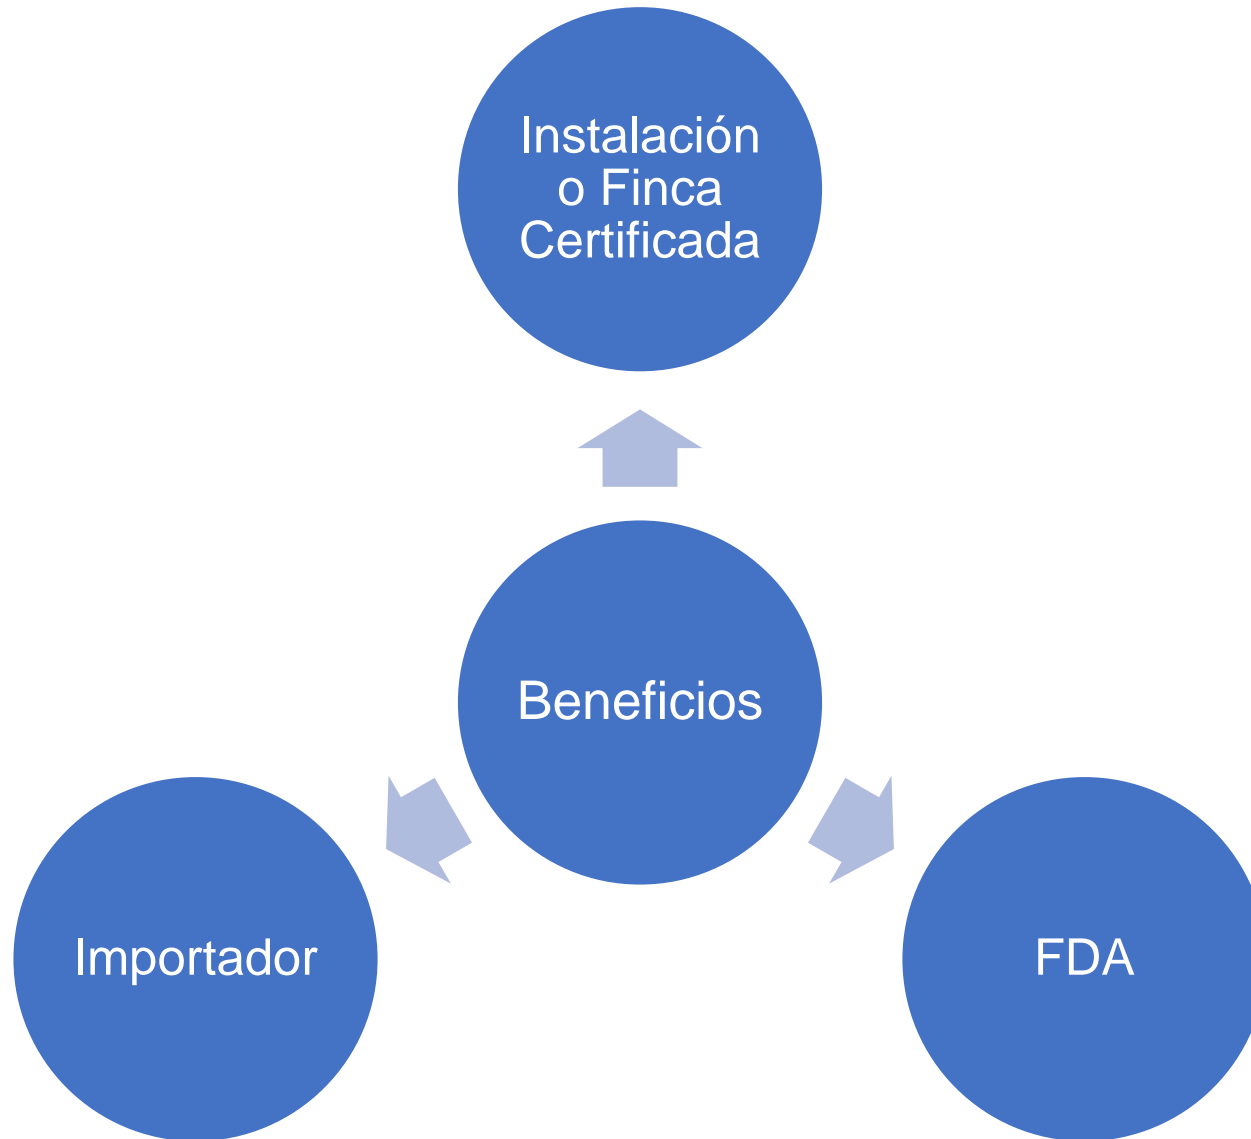 Instalación
o Finca
Certificada
Beneficios
Importador
FDA